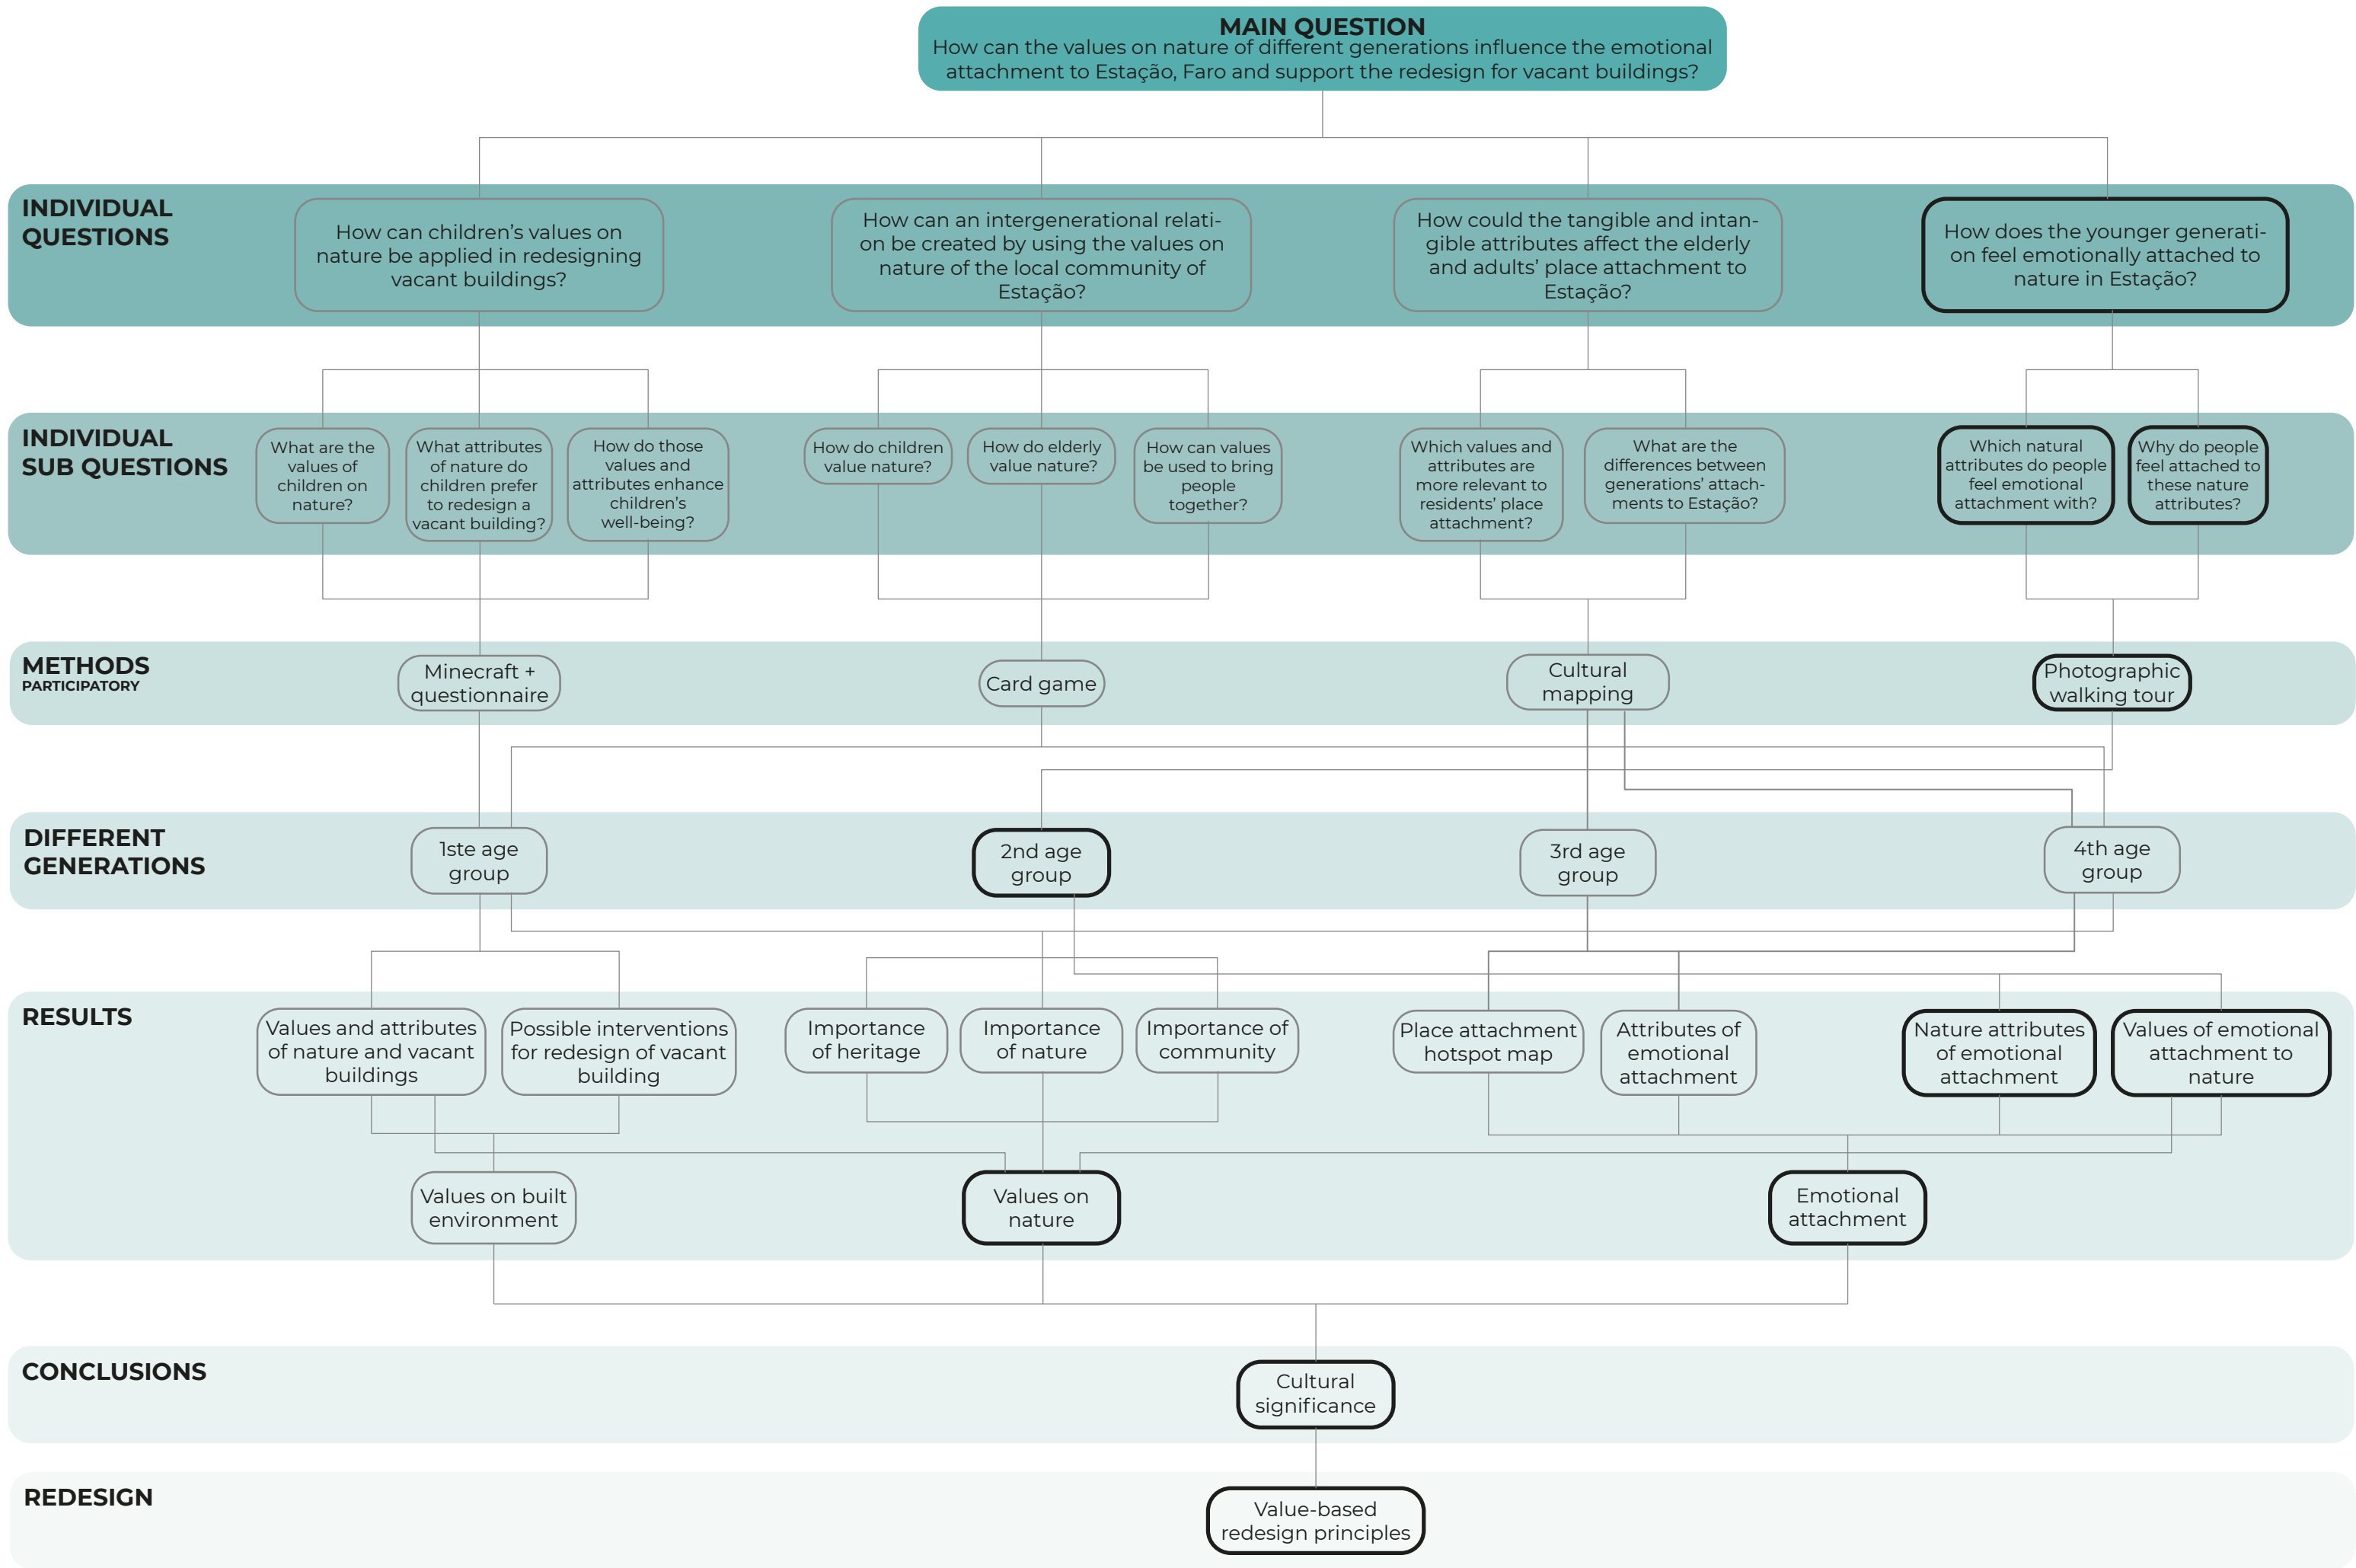 MAIN QUESTION
How can the values on nature of different generations influence the emotional
attachment to Estação, Faro and support the redesign for vacant buildings?
INDIVIDUAL
QUESTIONS
How can children’s values on
nature be applied in redesigning
vacant buildings?
How can an intergenerational relati-
on be created by using the values on
nature of the local community of
Estação?
How could the tangible and intan-
gible attributes affect the elderly
and adults’ place attachment to
Estação?
How does the younger generati-
on feel emotionally attached to
nature in Estação?
INDIVIDUAL
SUB QUESTIONS
What are the
values of
children on
nature?
What attributes
of nature do
children prefer
to redesign a
vacant building?
How do those
values and
attributes enhance
children’s
well-being?
How do children
value nature?
How do elderly
value nature?
How can values
be used to bring
people
together?
Which values and
attributes are
more relevant to
residents’ place
attachment?
What are the
differences between
generations’ attach-
ments to Estação?
Which natural
attributes do people
feel emotional
attachment with?
Why do people
feel attached to
these nature
attributes?
METHODS
PARTICIPATORY
Minecraft +
questionnaire
Card game
Cultural
mapping
Photographic
walking tour
DIFFERENT
GENERATIONS
1ste age
group
2nd age
group
3rd age
group
4th age
group
RESULTS
Values and attributes
of nature and vacant
buildings
Possible interventions
for redesign of vacant
building
Importance
of heritage
Importance
of nature
Importance of
community
Place attachment
hotspot map
Attributes of
emotional
attachment
Nature attributes
of emotional
attachment
Values of emotional
attachment to
nature
Values on built
environment
Values on
nature
Emotional
attachment
CONCLUSIONS
Cultural
significance
REDESIGN
Value-based
redesign principles